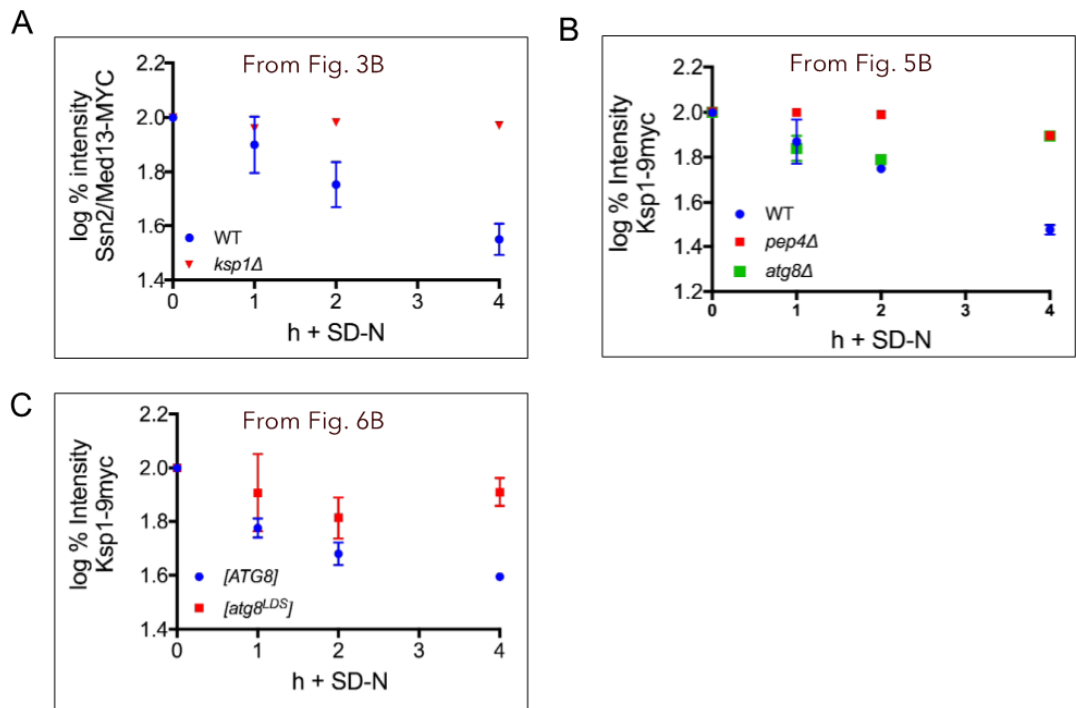 A
From Fig. 3B
log % intensity
Ssn2/Med13-MYC
2.2
2.0
1.8
1.6
1.4
WT
ksp1Δ
0 1 2 3 4
h + SD-N
B
From Fig. 5B
log % Intensity
Ksp1-9myc
2.2
2.0
1.8
1.6
1.4
1.2
WT
pep4Δ
atg8Δ
0 1 2 3 4
h + SD-N
C
From Fig. 6B
log % Intensity
Ksp1-9myc
2.2
2.0
1.8
1.6
1.4
[ATG8]
[atg8LDS]
0 1 2 3 4
h + SD-N